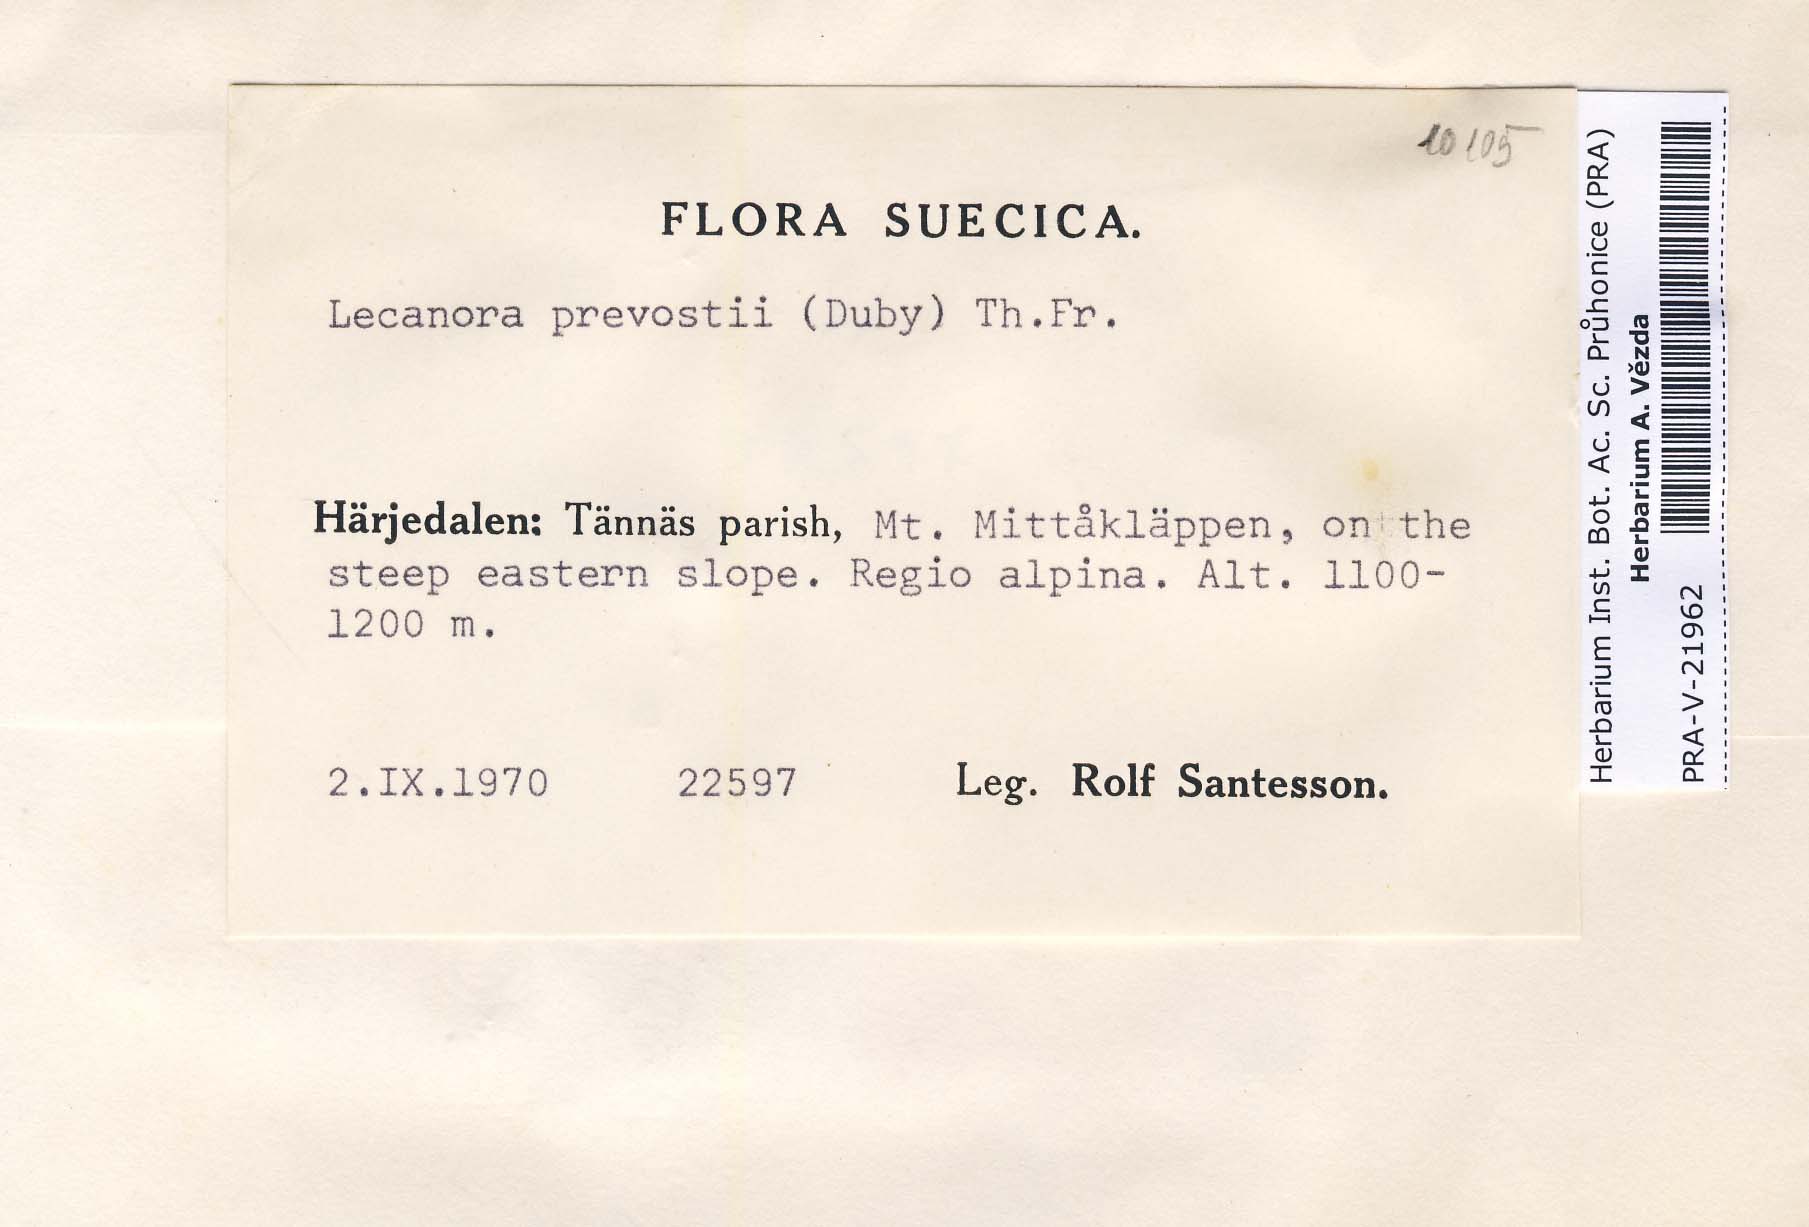 10105
FLORA SUECICA.
Lecanora prevostii (Duby) Th.Fr.
Härjedalen: Tännäs parish, Mt. Mittåkläppen, on the
steep eastern slope. Regio alpina. Alt. 1100-
1200 m.
2.IX.1970 22597 Leg. Rolf Santesson.
Herbarium Inst. Bot. Ac. Sc. Průhonice (PRA)
Herbarium A. Vězda
PRA-V-21962